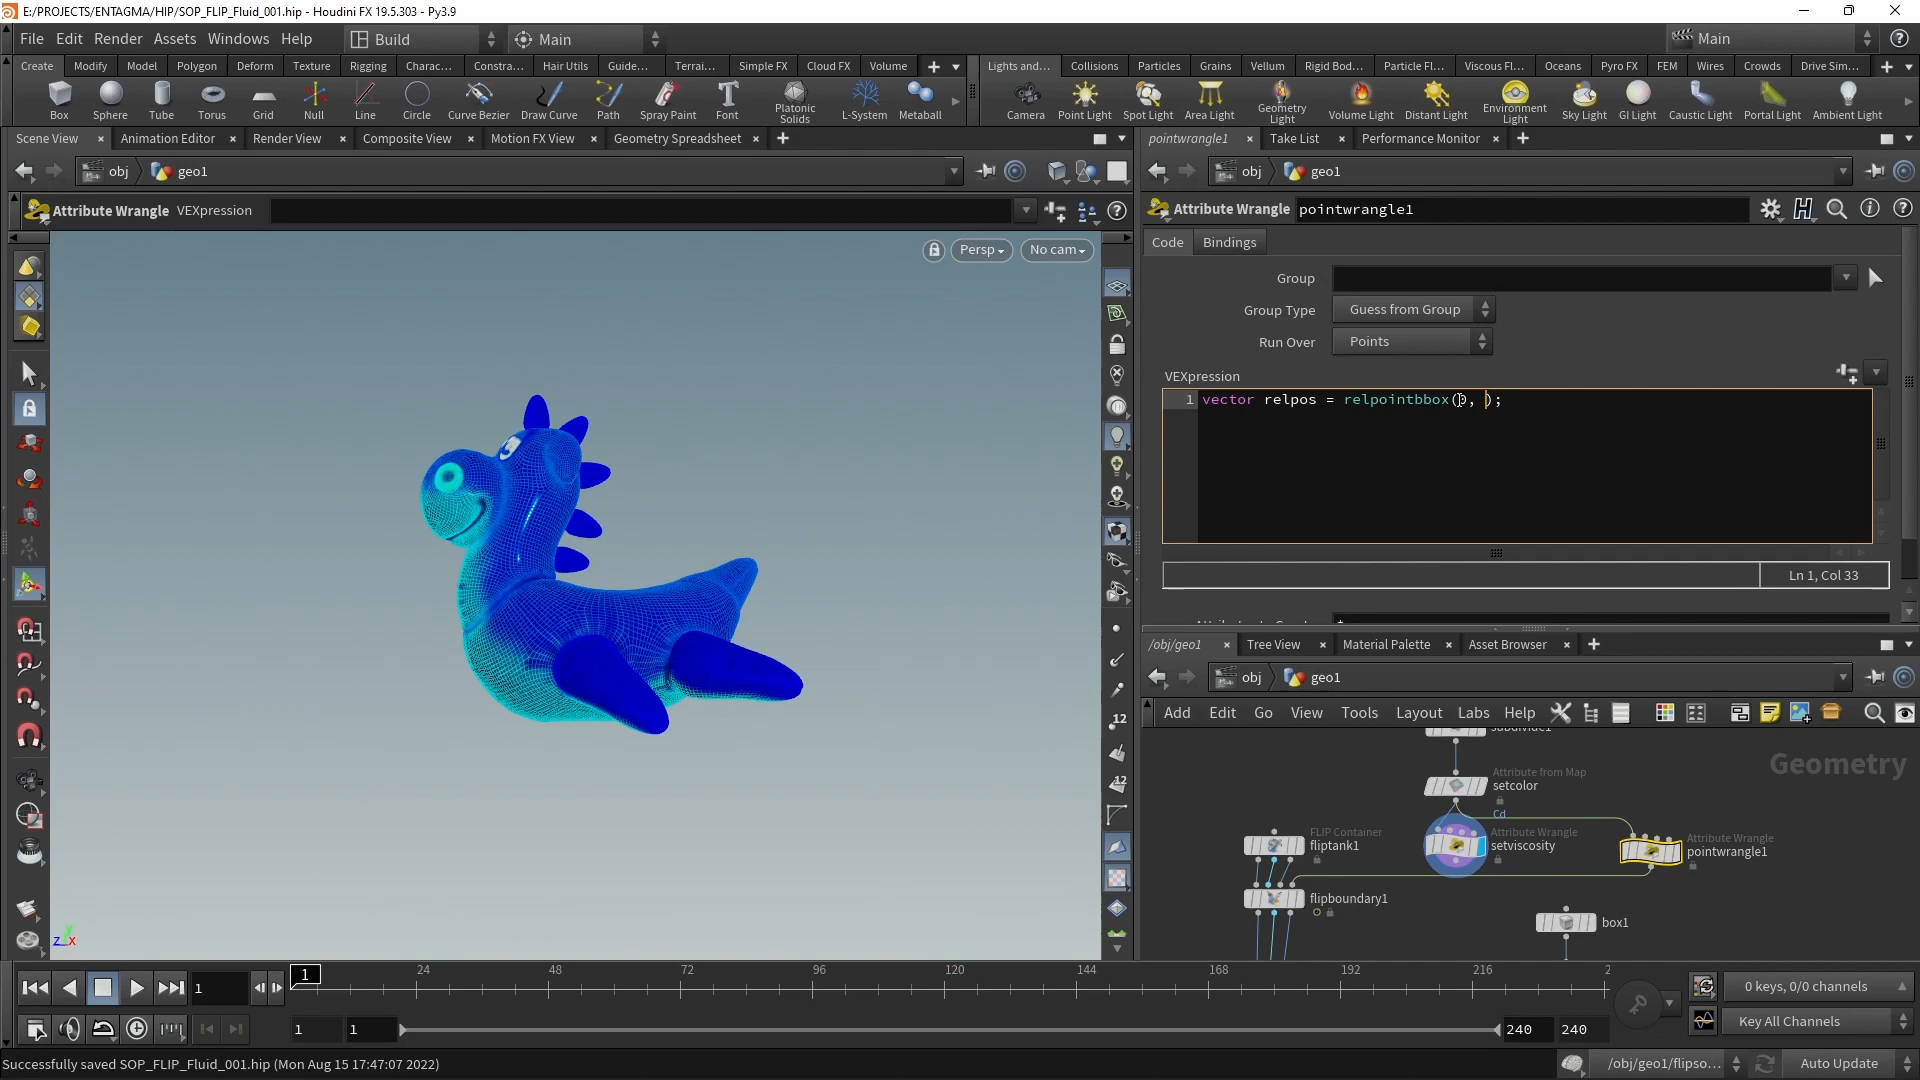 E:/PROJECTS/ENTAGMA/HIP/SOP_FLIP_Fluid_001.hip - Houdini FX 19.5.303 - Py3.9
File Edit Render Assets Windows Help Build Main Main
Create Modify Model Polygon Deform Texture Rigging Charac... Constra... Hair Utils Guide... Terrai... Simple FX Cloud FX Volume
Lights and... Collisions Particles Grains Vellum Rigid Bod... Particle Fl... Viscous Fl... Oceans Pyro FX FEM Wires Crowds Drive Sim...
Box Sphere Tube Torus Grid Null Line Circle Curve Bezier Draw Curve Path Spray Paint Font Platonic Solids L-System Metaball
Camera Point Light Spot Light Area Light Geometry Light Volume Light Distant Light Environment Light Sky Light GI Light Caustic Light Portal Light Ambient Light
Scene View Animation Editor Render View Composite View Motion FX View Geometry Spreadsheet
pointwrangle1 Take List Performance Monitor
obj geo1
obj geo1
Attribute Wrangle VEXpression
Attribute Wrangle pointwrangle1
Persp No cam
Code Bindings
Group
Group Type Guess from Group
Run Over Points
VEXpression
1 vector relpos = relpointbbox(0, );
Ln 1, Col 33
/obj/geo1 Tree View Material Palette Asset Browser
obj geo1
Add Edit Go View Tools Layout Labs Help
Geometry
subdivide1
Attribute from Map
setcolor
Cd
FLIP Container
fliptank1
Attribute Wrangle
setviscosity
Attribute Wrangle
pointwrangle1
flipboundary1
box1
12
12
z x y
1 1 24 48 72 96 120 144 168 192 216 2
0 keys, 0/0 channels
1 1 240 240
Key All Channels
Successfully saved SOP_FLIP_Fluid_001.hip (Mon Aug 15 17:47:07 2022)
/obj/geo1/flipso... Auto Update